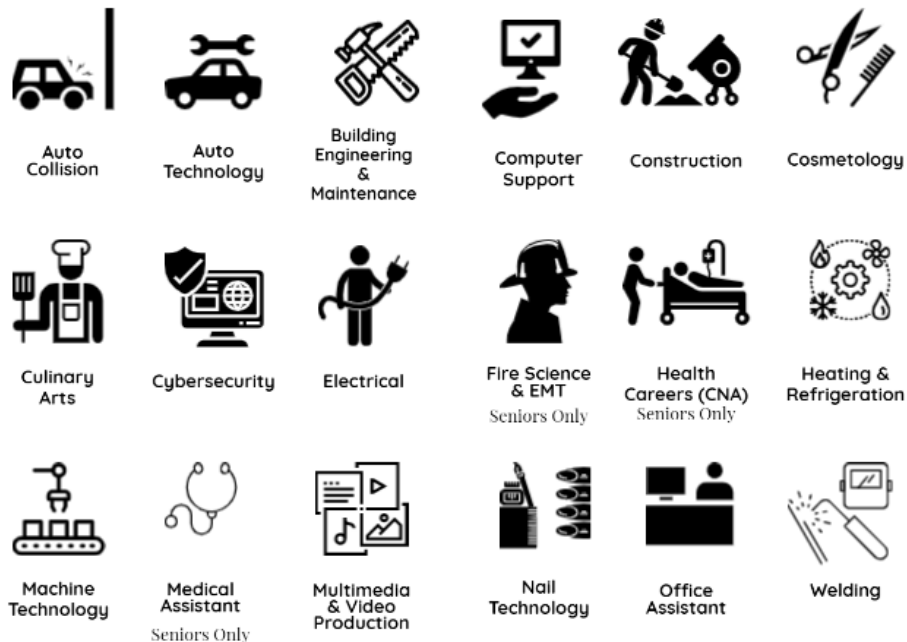 Auto
Collision
Auto
Technology
Building
Engineering
&
Maintenance
Computer
Support
Construction
Cosmetology
Culinary
Arts
Cybersecurity
Electrical
Fire Science
& EMT
Seniors Only
Health
Careers (CNA)
Seniors Only
Heating &
Refrigeration
Machine
Technology
Medical
Assistant
Seniors Only
Multimedia
& Video
Production
Nail
Technology
Office
Assistant
Welding